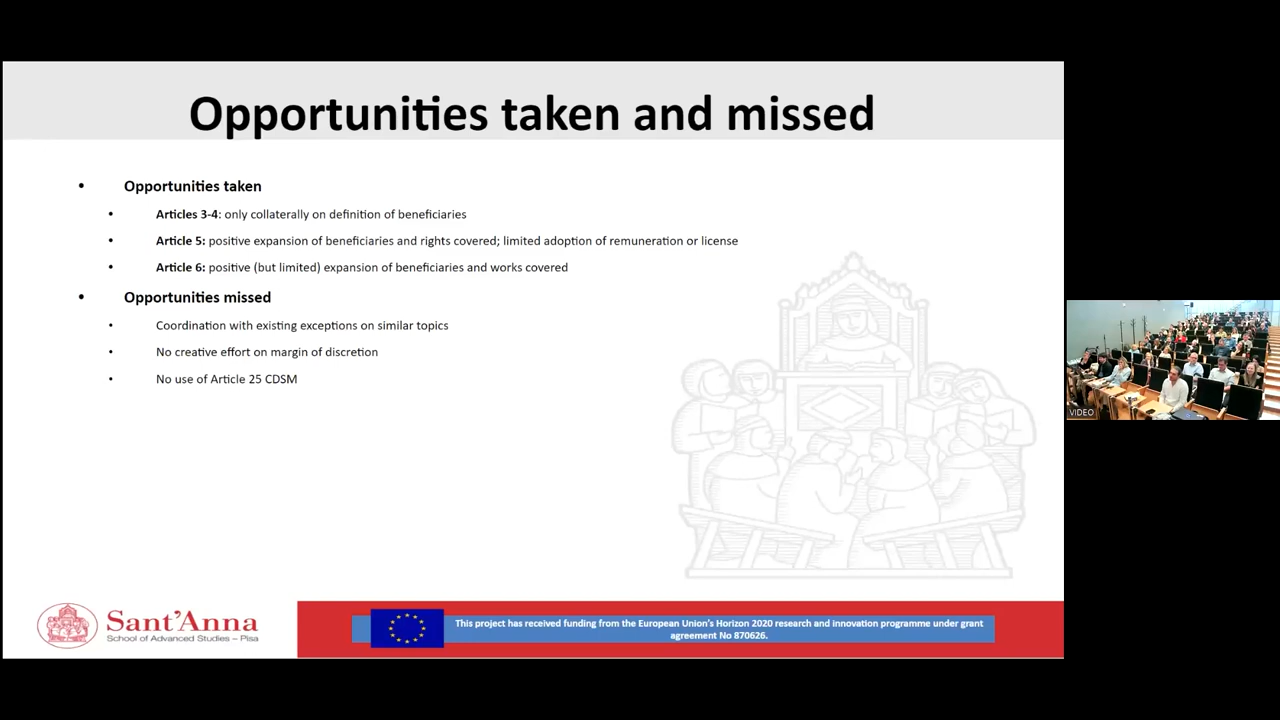 Opportunities taken and missed
• Opportunities taken
• Articles 3-4: only collaterally on definition of beneficiaries
• Article 5: positive expansion of beneficiaries and rights covered; limited adoption of remuneration or license
• Article 6: positive (but limited) expansion of beneficiaries and works covered
• Opportunities missed
• Coordination with existing exceptions on similar topics
• No creative effort on margin of discretion
• No use of Article 25 CDSM
VIDEO
Sant'Anna
School of Advanced Studies – Pisa
This project has received funding from the European Union's Horizon 2020 research and innovation programme under grant
agreement No 870626.